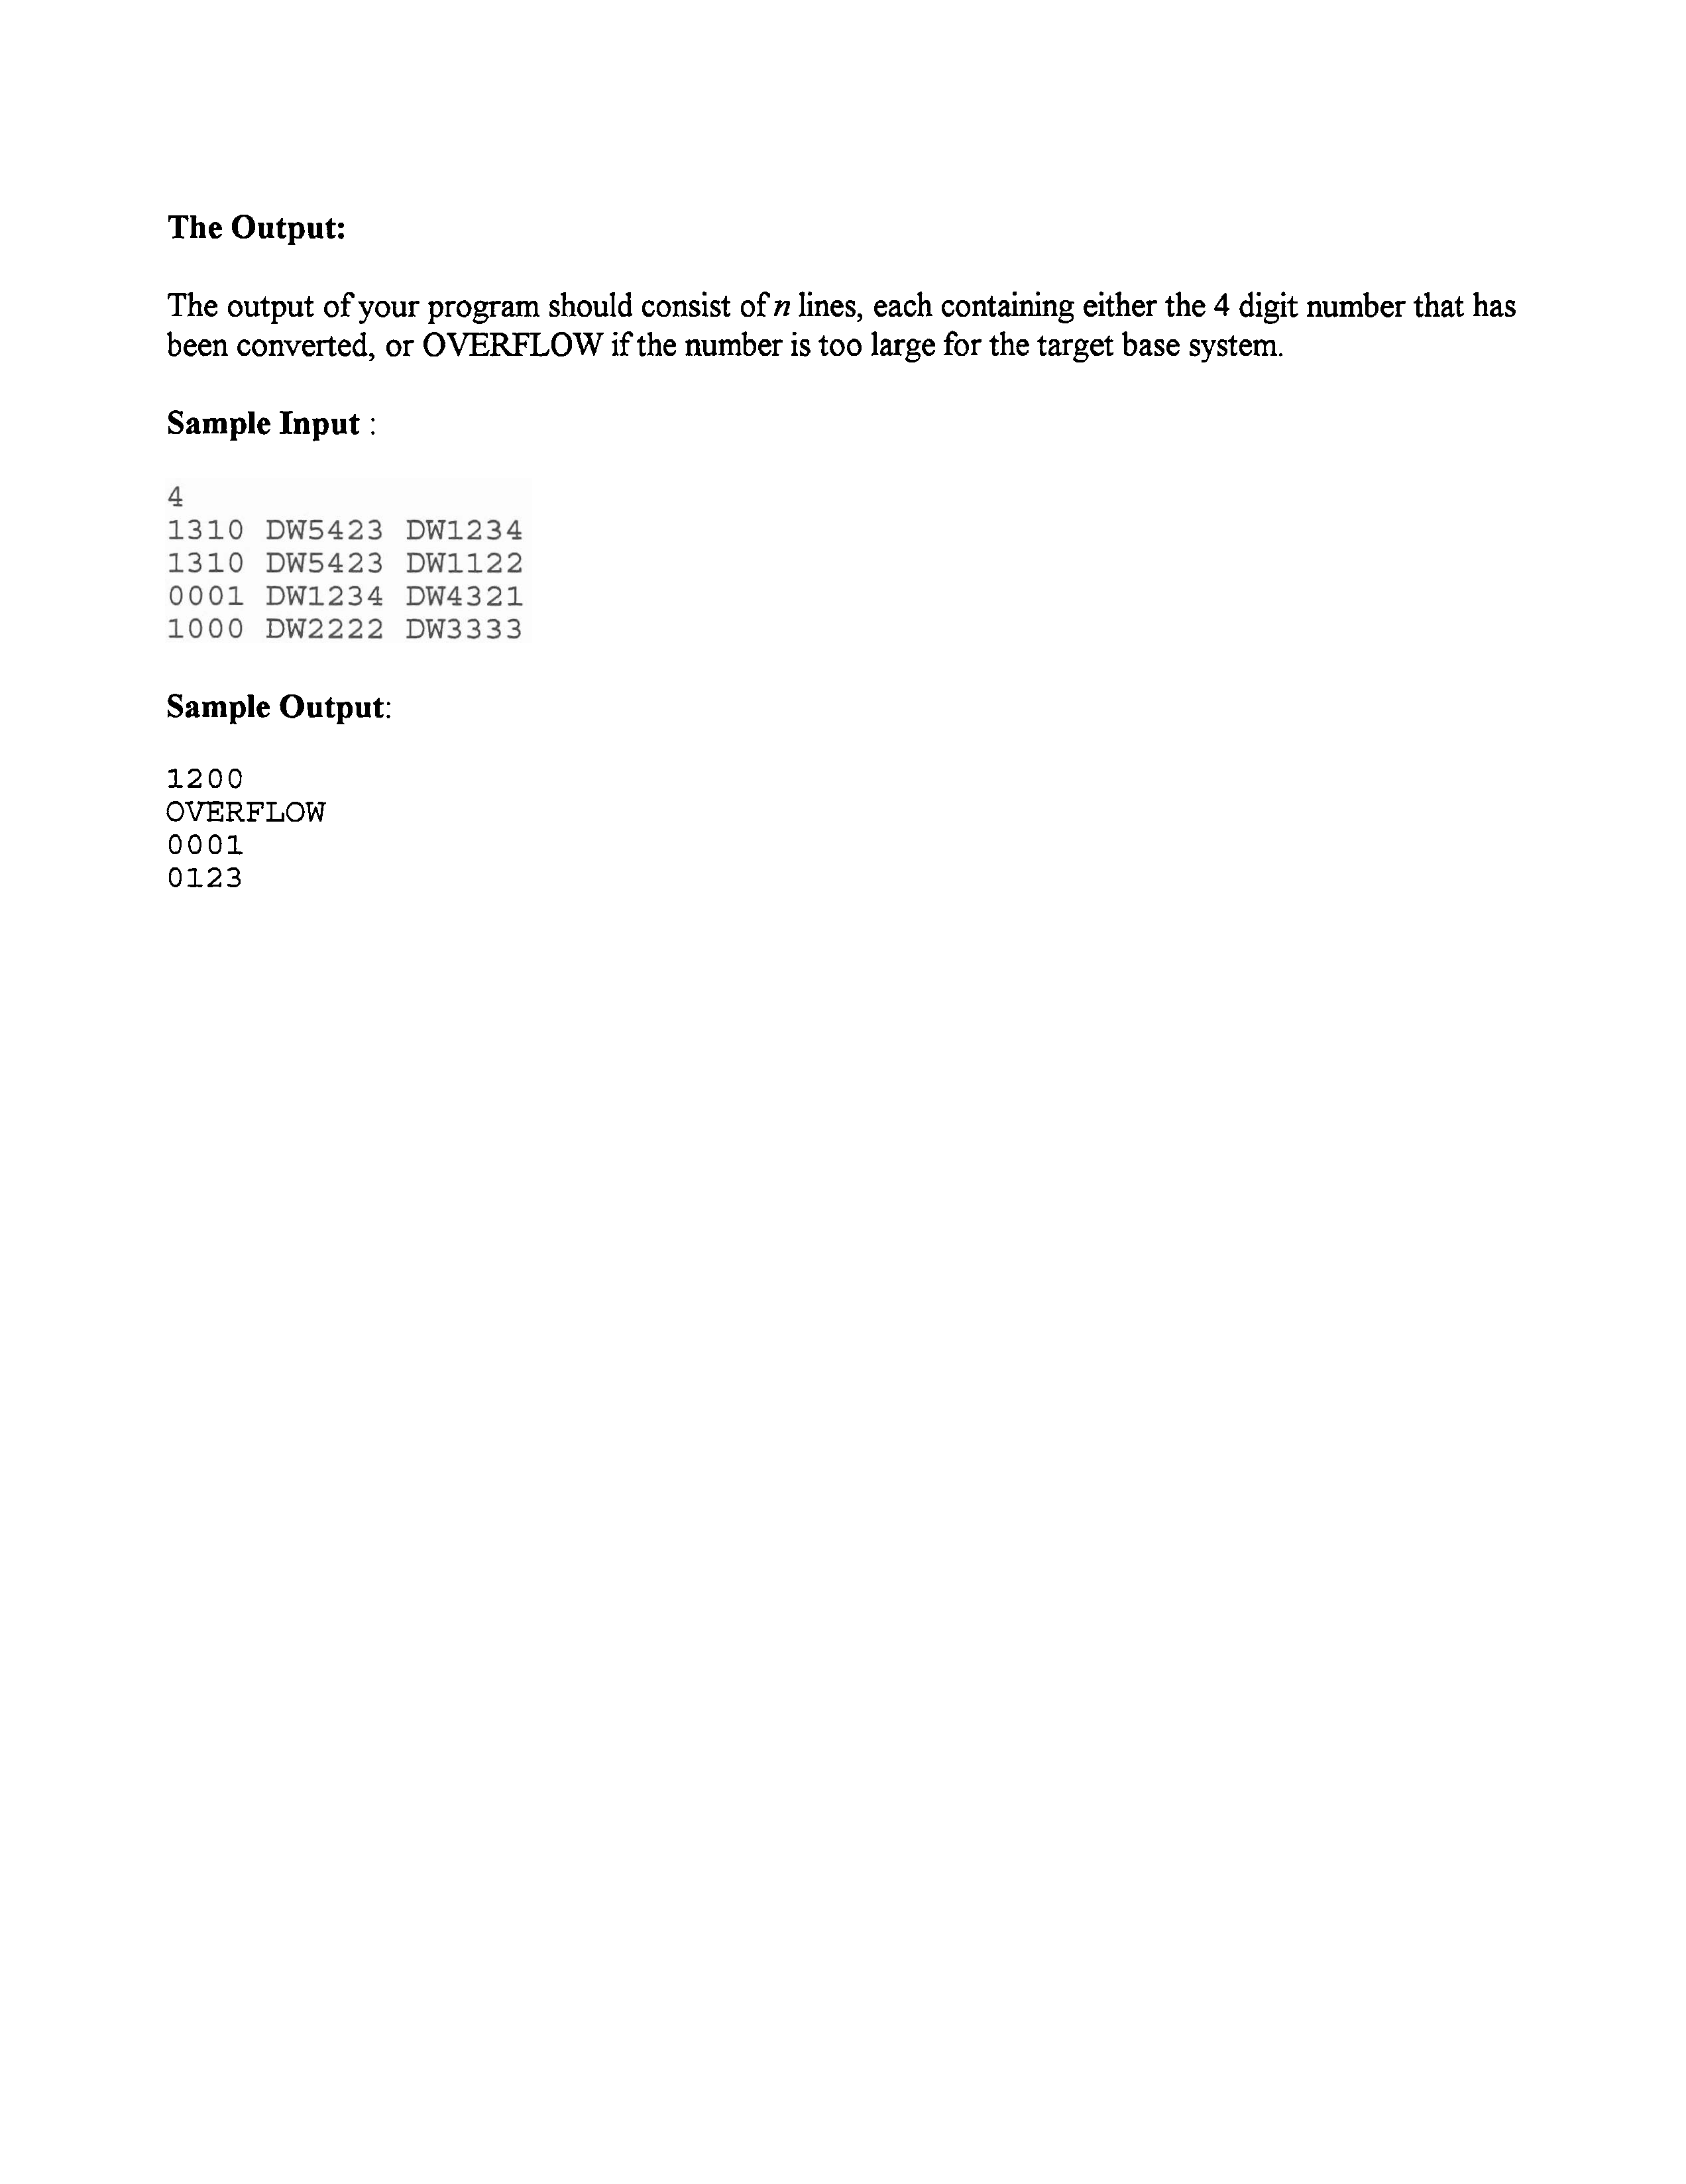 The Output:
The output of your program should consist of n lines, each containing either the 4 digit number that has
been converted, or OVERFLOW if the number is too large for the target base system.
Sample Input :
4
1310 DW5423 DW1234
1310 DW5423 DW1122
0001 DW1234 DW4321
1000 DW2222 DW3333
Sample Output:
1200
OVERFLOW
0001
0123